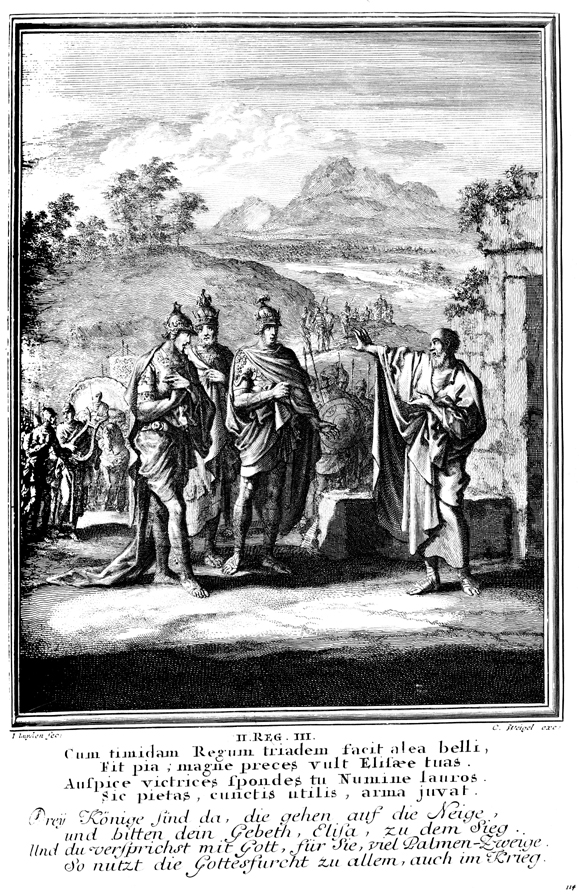 C. Weigel exc:
II. REG. III.
Cum timidam Regum triadem facit alea belli,
Fit pia; magne preces vult Elisæe tuas.
Auspice victrices spondes tu Numine lauros.
Sic pietas, cunctis utilis, arma juvat.
Dreÿ Könige sind da, die gehen auf die Neige,
und bitten dein Gebeth, Elisa, zu dem Sieg.
Und du versprichst mit Gott, für Sie, viel Palmen-Zweige.
So nutzt die Gottesfurcht zu allem, auch im Krieg.